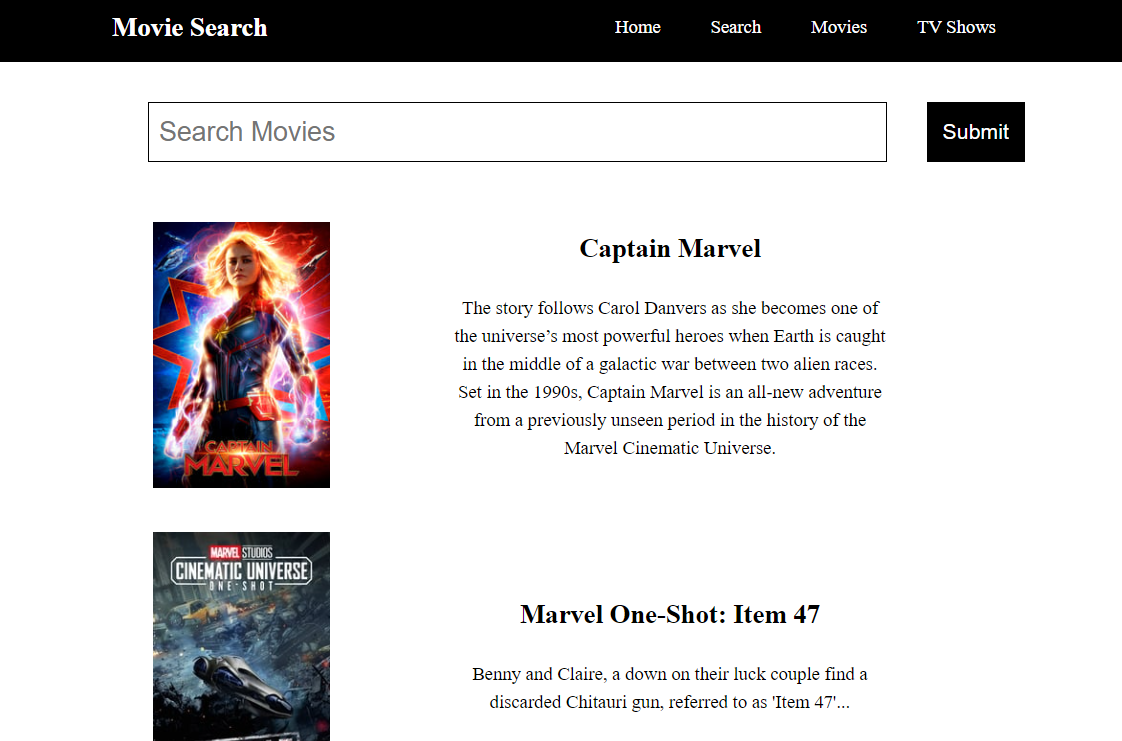 Movie Search
Home Search Movies TV Shows
Search Movies
Submit
CAPTAIN
MARVEL
Captain Marvel
The story follows Carol Danvers as she becomes one of
the universe’s most powerful heroes when Earth is caught
in the middle of a galactic war between two alien races.
Set in the 1990s, Captain Marvel is an all-new adventure
from a previously unseen period in the history of the
Marvel Cinematic Universe.
MARVEL STUDIOS
CINEMATIC UNIVERSE
ONE-SHOT
Marvel One-Shot: Item 47
Benny and Claire, a down on their luck couple find a
discarded Chitauri gun, referred to as 'Item 47'...